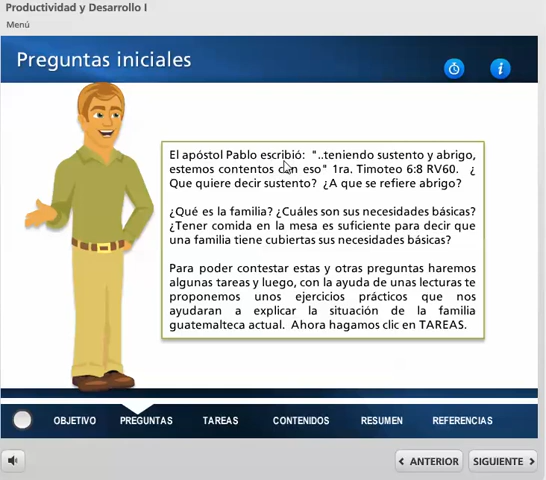 Productividad y Desarrollo I
Menú
Preguntas iniciales
El apóstol Pablo escribió: "..teniendo sustento y abrigo,
estemos contentos con eso" 1ra. Timoteo 6:8 RV60. ¿
Que quiere decir sustento? ¿A que se refiere abrigo?
¿Qué es la familia? ¿Cuáles son sus necesidades básicas?
¿Tener comida en la mesa es suficiente para decir que
una familia tiene cubiertas sus necesidades básicas?
Para poder contestar estas y otras preguntas haremos
algunas tareas y luego, con la ayuda de unas lecturas te
proponemos unos ejercicios prácticos que nos
ayudaran a explicar la situación de la familia
guatemalteca actual. Ahora hagamos clic en TAREAS.
OBJETIVO PREGUNTAS TAREAS CONTENIDOS RESUMEN REFERENCIAS
ANTERIOR SIGUIENTE